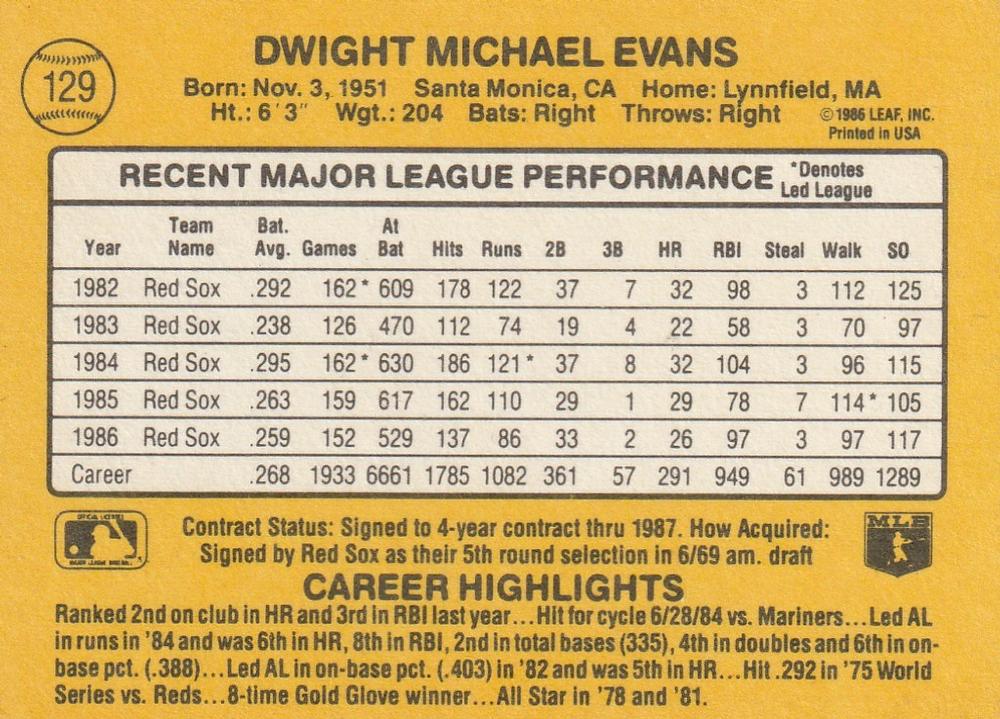 129
DWIGHT MICHAEL EVANS
Born: Nov. 3, 1951 Santa Monica, CA Home: Lynnfield, MA
Ht.: 6'3" Wgt.: 204 Bats: Right Throws: Right ©1986 LEAF, INC.
Printed in USA
RECENT MAJOR LEAGUE PERFORMANCE *Denotes Led League
Year Team Name Bat. Avg. Games At Bat Hits Runs 2B 3B HR RBI Steal Walk SO
1982 Red Sox .292 162* 609 178 122 37 7 32 98 3 112 125
1983 Red Sox .238 126 470 112 74 19 4 22 58 3 70 97
1984 Red Sox .295 162* 630 186 121* 37 8 32 104 3 96 115
1985 Red Sox .263 159 617 162 110 29 1 29 78 7 114* 105
1986 Red Sox .259 152 529 137 86 33 2 26 97 3 97 117
Career .268 1933 6661 1785 1082 361 57 291 949 61 989 1289
MLB
Contract Status: Signed to 4-year contract thru 1987. How Acquired:
Signed by Red Sox as their 5th round selection in 6/69 am. draft
CAREER HIGHLIGHTS
Ranked 2nd on club in HR and 3rd in RBI last year...Hit for cycle 6/28/84 vs. Mariners...Led AL
in runs in '84 and was 6th in HR, 8th in RBI, 2nd in total bases (335), 4th in doubles and 6th in on-
base pct. (.388)...Led AL in on-base pct. (.403) in '82 and was 5th in HR...Hit .292 in '75 World
Series vs. Reds...8-time Gold Glove winner...All Star in '78 and '81.